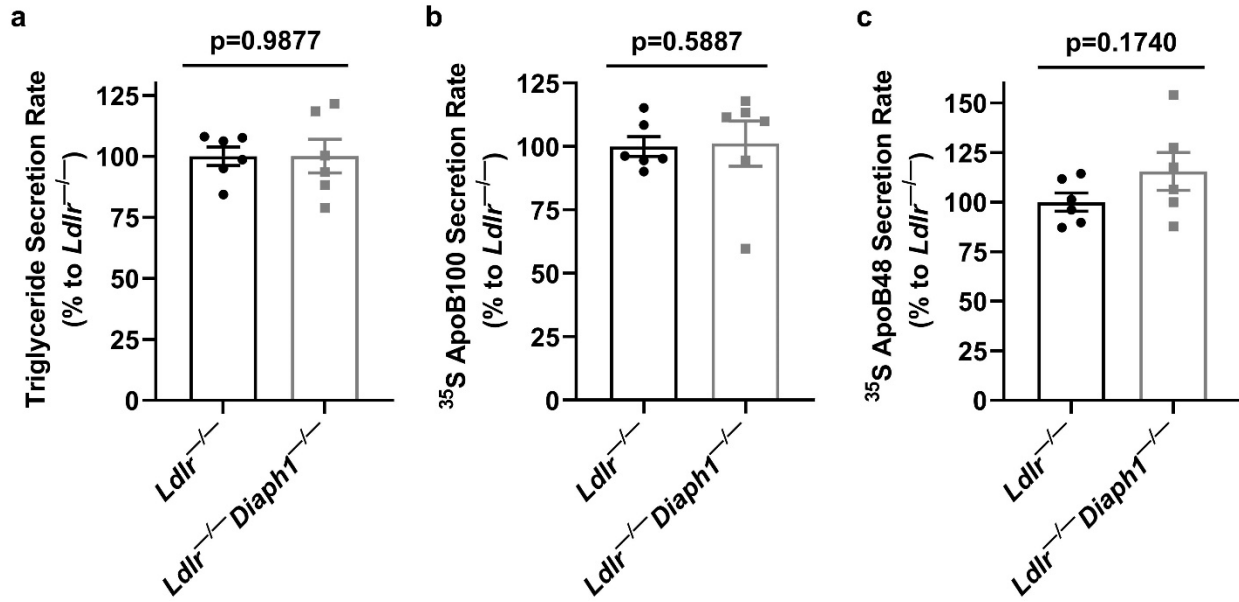 a
p=0.9877
Triglyceride Secretion Rate
(% to Ldlr—/—)
125
100
75
50
25
0
Ldlr—/—
Ldlr—/—Diaph1—/—
b
p=0.5887
35S ApoB100 Secretion Rate
(% to Ldlr—/—)
125
100
75
50
25
0
Ldlr—/—
Ldlr—/—Diaph1—/—
c
p=0.1740
35S ApoB48 Secretion Rate
(% to Ldlr—/—)
150
125
100
75
50
25
0
Ldlr—/—
Ldlr—/—Diaph1—/—